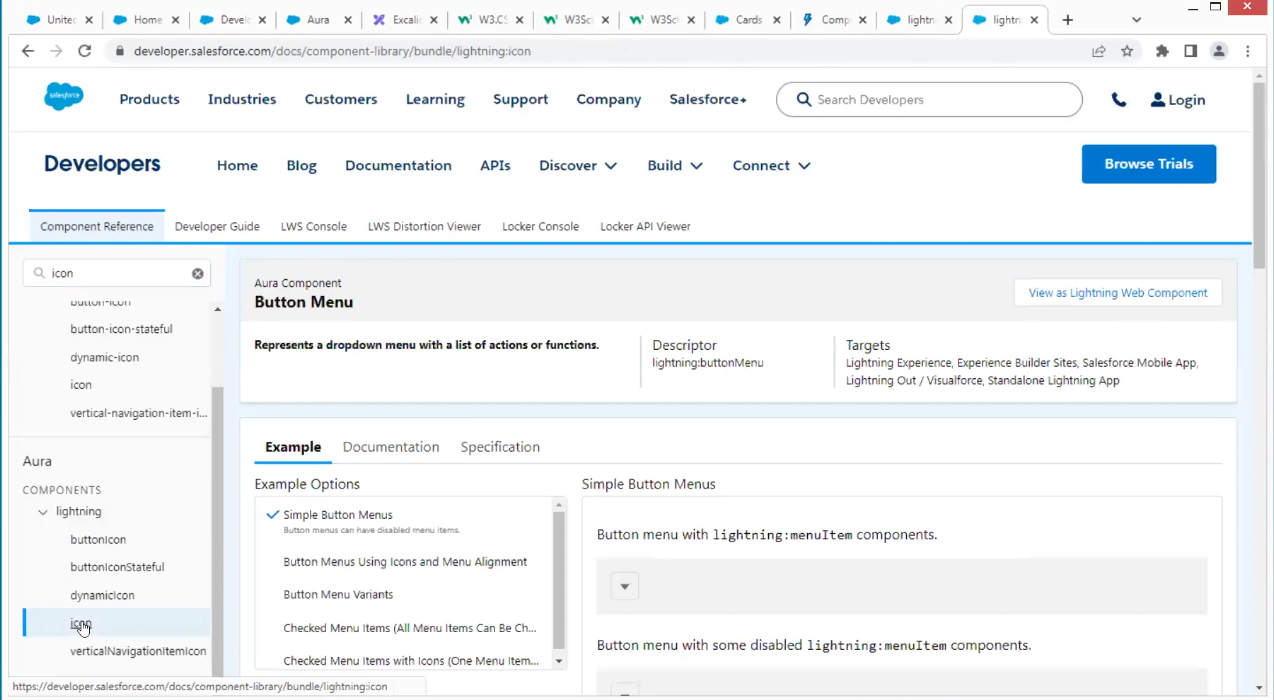 Unitec
Home
Develo
Aura
Excalic
W3.CS
W3Scl
W3Scl
Cards
Comp
lightn
lightn
developer.salesforce.com/docs/component-library/bundle/lightning:icon
salesforce
Products
Industries
Customers
Learning
Support
Company
Salesforce+
Search Developers
Login
Developers
Home
Blog
Documentation
APIs
Discover
Build
Connect
Browse Trials
Component Reference
Developer Guide
LWS Console
LWS Distortion Viewer
Locker Console
Locker API Viewer
icon
button-icon
button-icon-stateful
dynamic-icon
icon
vertical-navigation-item-i...
Aura
COMPONENTS
lightning
buttonIcon
buttonIconStateful
dynamicIcon
icon
verticalNavigationItemIcon
Aura Component
Button Menu
View as Lightning Web Component
Represents a dropdown menu with a list of actions or functions.
Descriptor
lightning:buttonMenu
Targets
Lightning Experience, Experience Builder Sites, Salesforce Mobile App,
Lightning Out / Visualforce, Standalone Lightning App
Example
Documentation
Specification
Example Options
Simple Button Menus
Button menus can have disabled menu items.
Button Menus Using Icons and Menu Alignment
Button Menu Variants
Checked Menu Items (All Menu Items Can Be Ch...
Checked Menu Items with Icons (One Menu Item...
Simple Button Menus
Button menu with lightning:menuItem components.
Button menu with some disabled lightning:menuItem components.
https://developer.salesforce.com/docs/component-library/bundle/lightning:icon